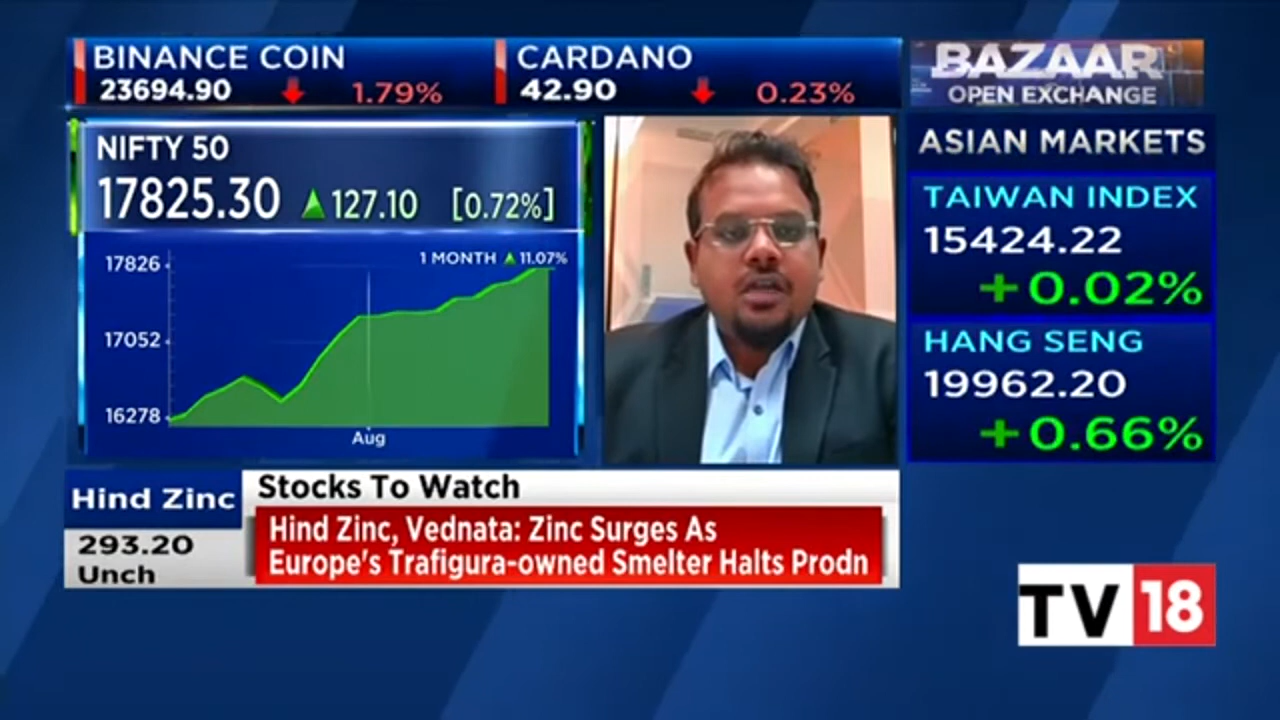 BINANCE COIN
23694.90 1.79%
CARDANO
42.90 0.23%
BAZAAR
OPEN EXCHANGE
NIFTY 50
17825.30 127.10 [0.72%]
1 MONTH 11.07%
17826
17052
16278
Aug
ASIAN MARKETS
TAIWAN INDEX
15424.22
+0.02%
HANG SENG
19962.20
+0.66%
Hind Zinc
293.20
Unch
Stocks To Watch
Hind Zinc, Vednata: Zinc Surges As
Europe's Trafigura-owned Smelter Halts Prodn
TV18